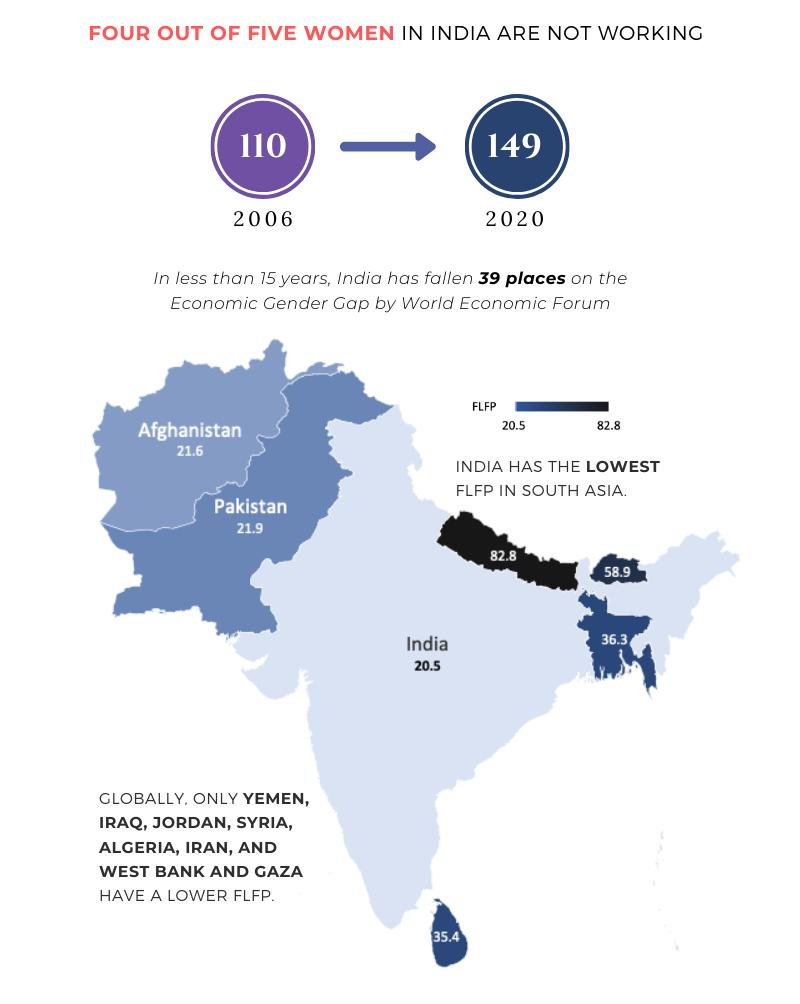 FOUR OUT OF FIVE WOMEN IN INDIA ARE NOT WORKING
110
149
2006
2020
In less than 15 years, India has fallen 39 places on the
Economic Gender Gap by World Economic Forum
FLFP
20.5
82.8
Afghanistan
21.6
INDIA HAS THE LOWEST
FLFP IN SOUTH ASIA.
Pakistan
21.9
82.8
58.9
36.3
India
20.5
GLOBALLY, ONLY YEMEN,
IRAQ, JORDAN, SYRIA,
ALGERIA, IRAN, AND
WEST BANK AND GAZA
HAVE A LOWER FLFP.
35.4